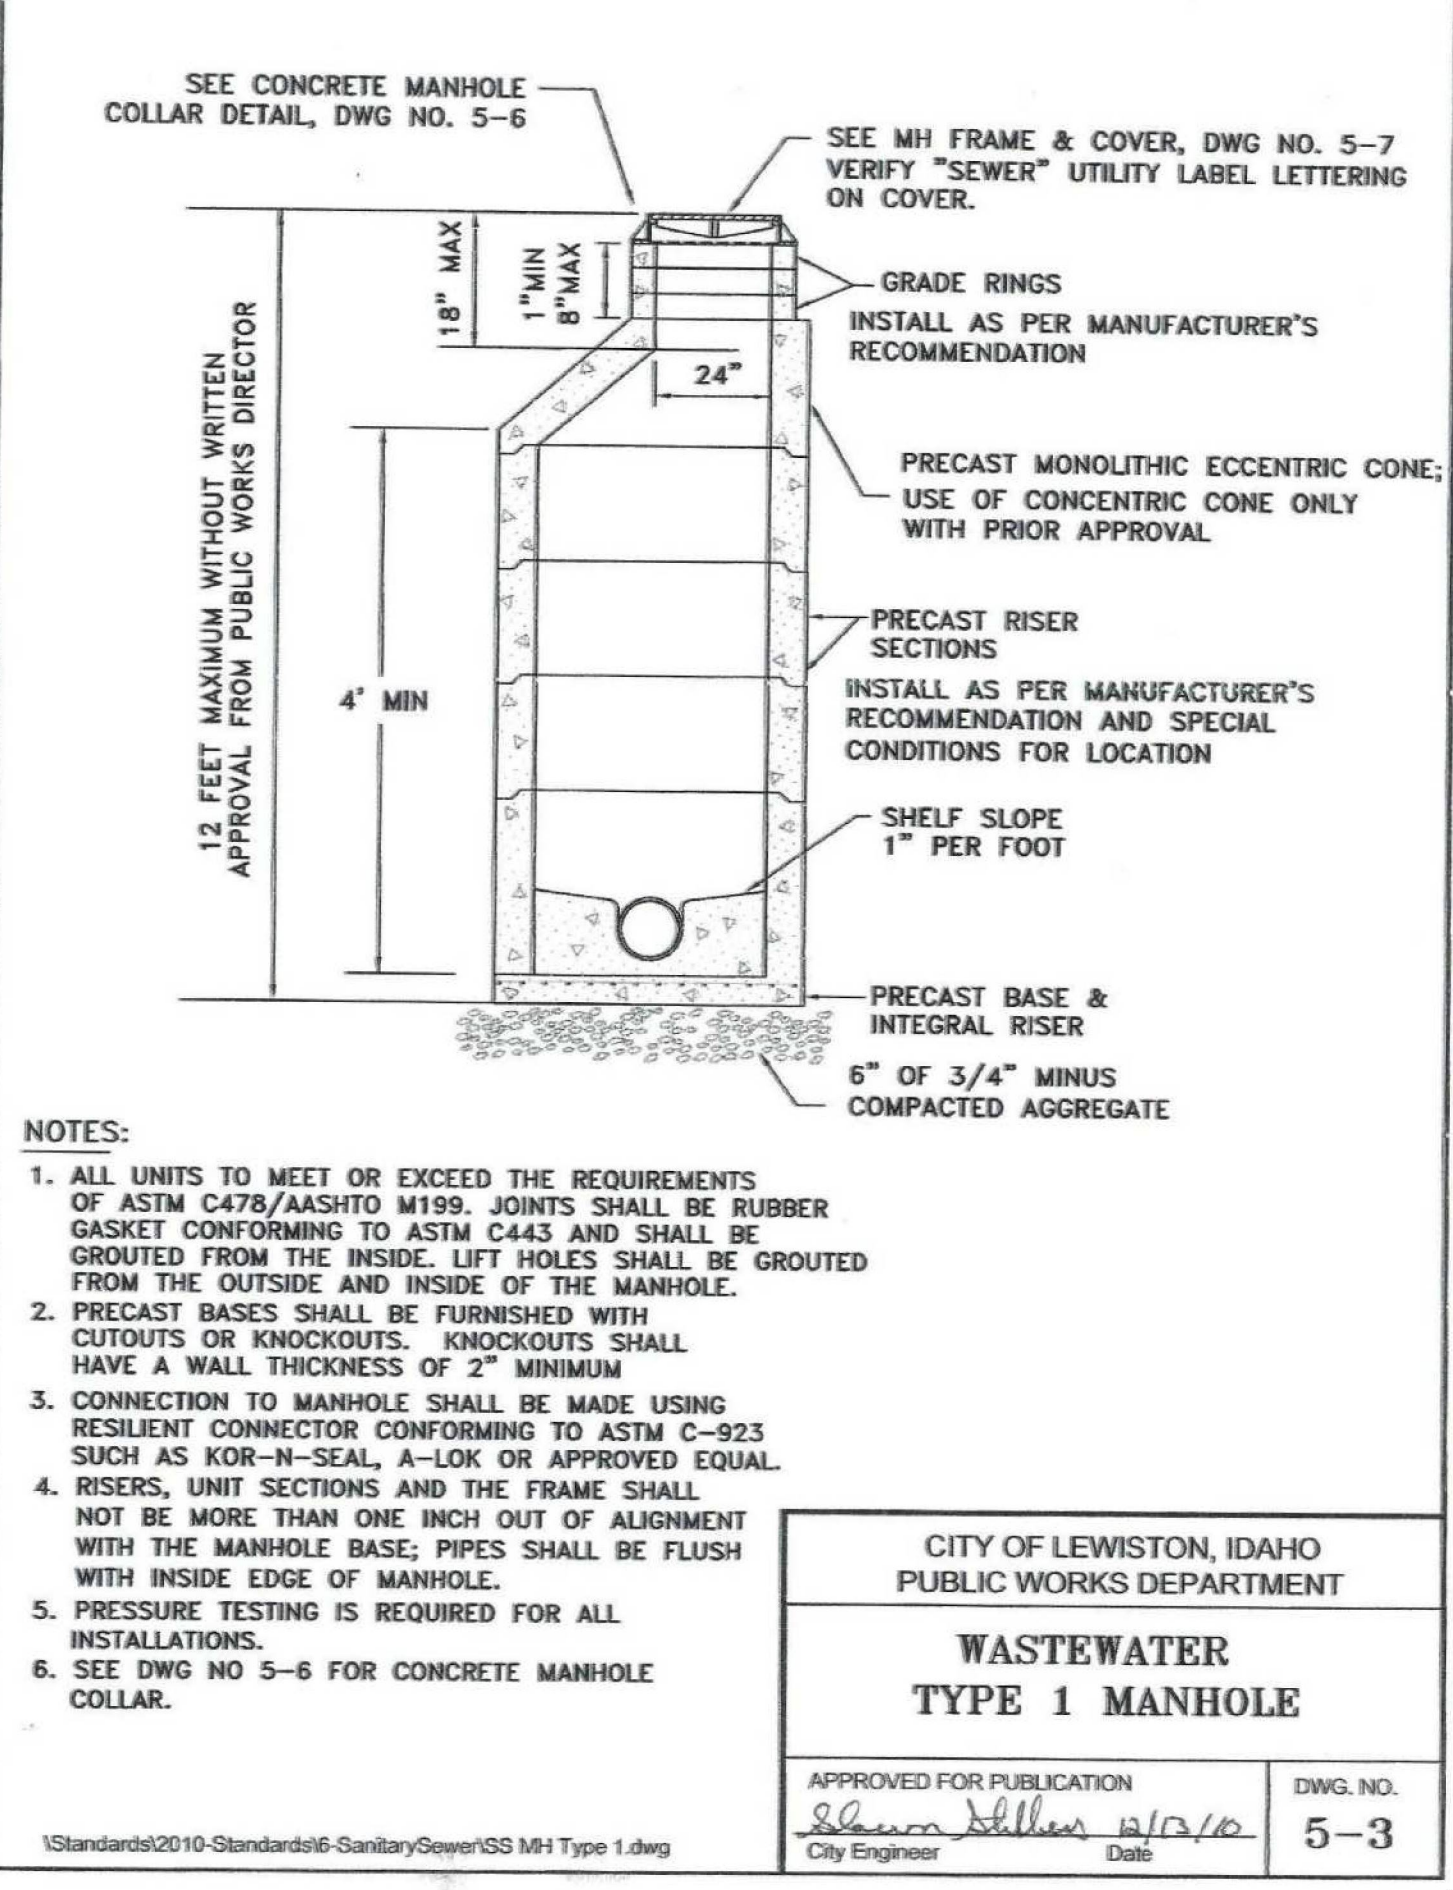 SEE CONCRETE MANHOLE
COLLAR DETAIL, DWG NO. 5-6
SEE MH FRAME & COVER, DWG NO. 5-7
VERIFY "SEWER" UTILITY LABEL LETTERING
ON COVER.
18" MAX
1"MIN
8"MAX
GRADE RINGS
INSTALL AS PER MANUFACTURER'S
RECOMMENDATION
24"
12 FEET MAXIMUM WITHOUT WRITTEN
APPROVAL FROM PUBLIC WORKS DIRECTOR
PRECAST MONOLITHIC ECCENTRIC CONE;
USE OF CONCENTRIC CONE ONLY
WITH PRIOR APPROVAL
4' MIN
PRECAST RISER
SECTIONS
INSTALL AS PER MANUFACTURER'S
RECOMMENDATION AND SPECIAL
CONDITIONS FOR LOCATION
SHELF SLOPE
1" PER FOOT
PRECAST BASE &
INTEGRAL RISER
6" OF 3/4" MINUS
COMPACTED AGGREGATE
NOTES:
1. ALL UNITS TO MEET OR EXCEED THE REQUIREMENTS
OF ASTM C478/AASHTO M199. JOINTS SHALL BE RUBBER
GASKET CONFORMING TO ASTM C443 AND SHALL BE
GROUTED FROM THE INSIDE. LIFT HOLES SHALL BE GROUTED
FROM THE OUTSIDE AND INSIDE OF THE MANHOLE.
2. PRECAST BASES SHALL BE FURNISHED WITH
CUTOUTS OR KNOCKOUTS. KNOCKOUTS SHALL
HAVE A WALL THICKNESS OF 2" MINIMUM
3. CONNECTION TO MANHOLE SHALL BE MADE USING
RESILIENT CONNECTOR CONFORMING TO ASTM C-923
SUCH AS KOR-N-SEAL, A-LOK OR APPROVED EQUAL.
4. RISERS, UNIT SECTIONS AND THE FRAME SHALL
NOT BE MORE THAN ONE INCH OUT OF ALIGNMENT
WITH THE MANHOLE BASE; PIPES SHALL BE FLUSH
WITH INSIDE EDGE OF MANHOLE.
5. PRESSURE TESTING IS REQUIRED FOR ALL
INSTALLATIONS.
6. SEE DWG NO 5-6 FOR CONCRETE MANHOLE
COLLAR.
\Standards\2010-Standards\6-SanitarySewer\SS MH Type 1.dwg
CITY OF LEWISTON, IDAHO
PUBLIC WORKS DEPARTMENT
WASTEWATER
TYPE 1 MANHOLE
APPROVED FOR PUBLICATION
12/13/10
City Engineer Date
DWG. NO.
5-3